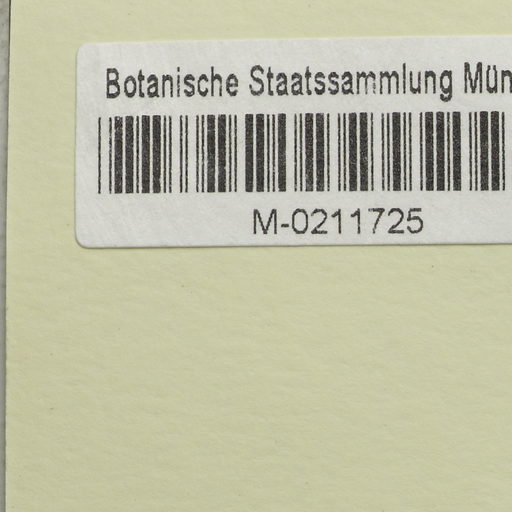 Botanische Staatssammlung Mün
M-0211725